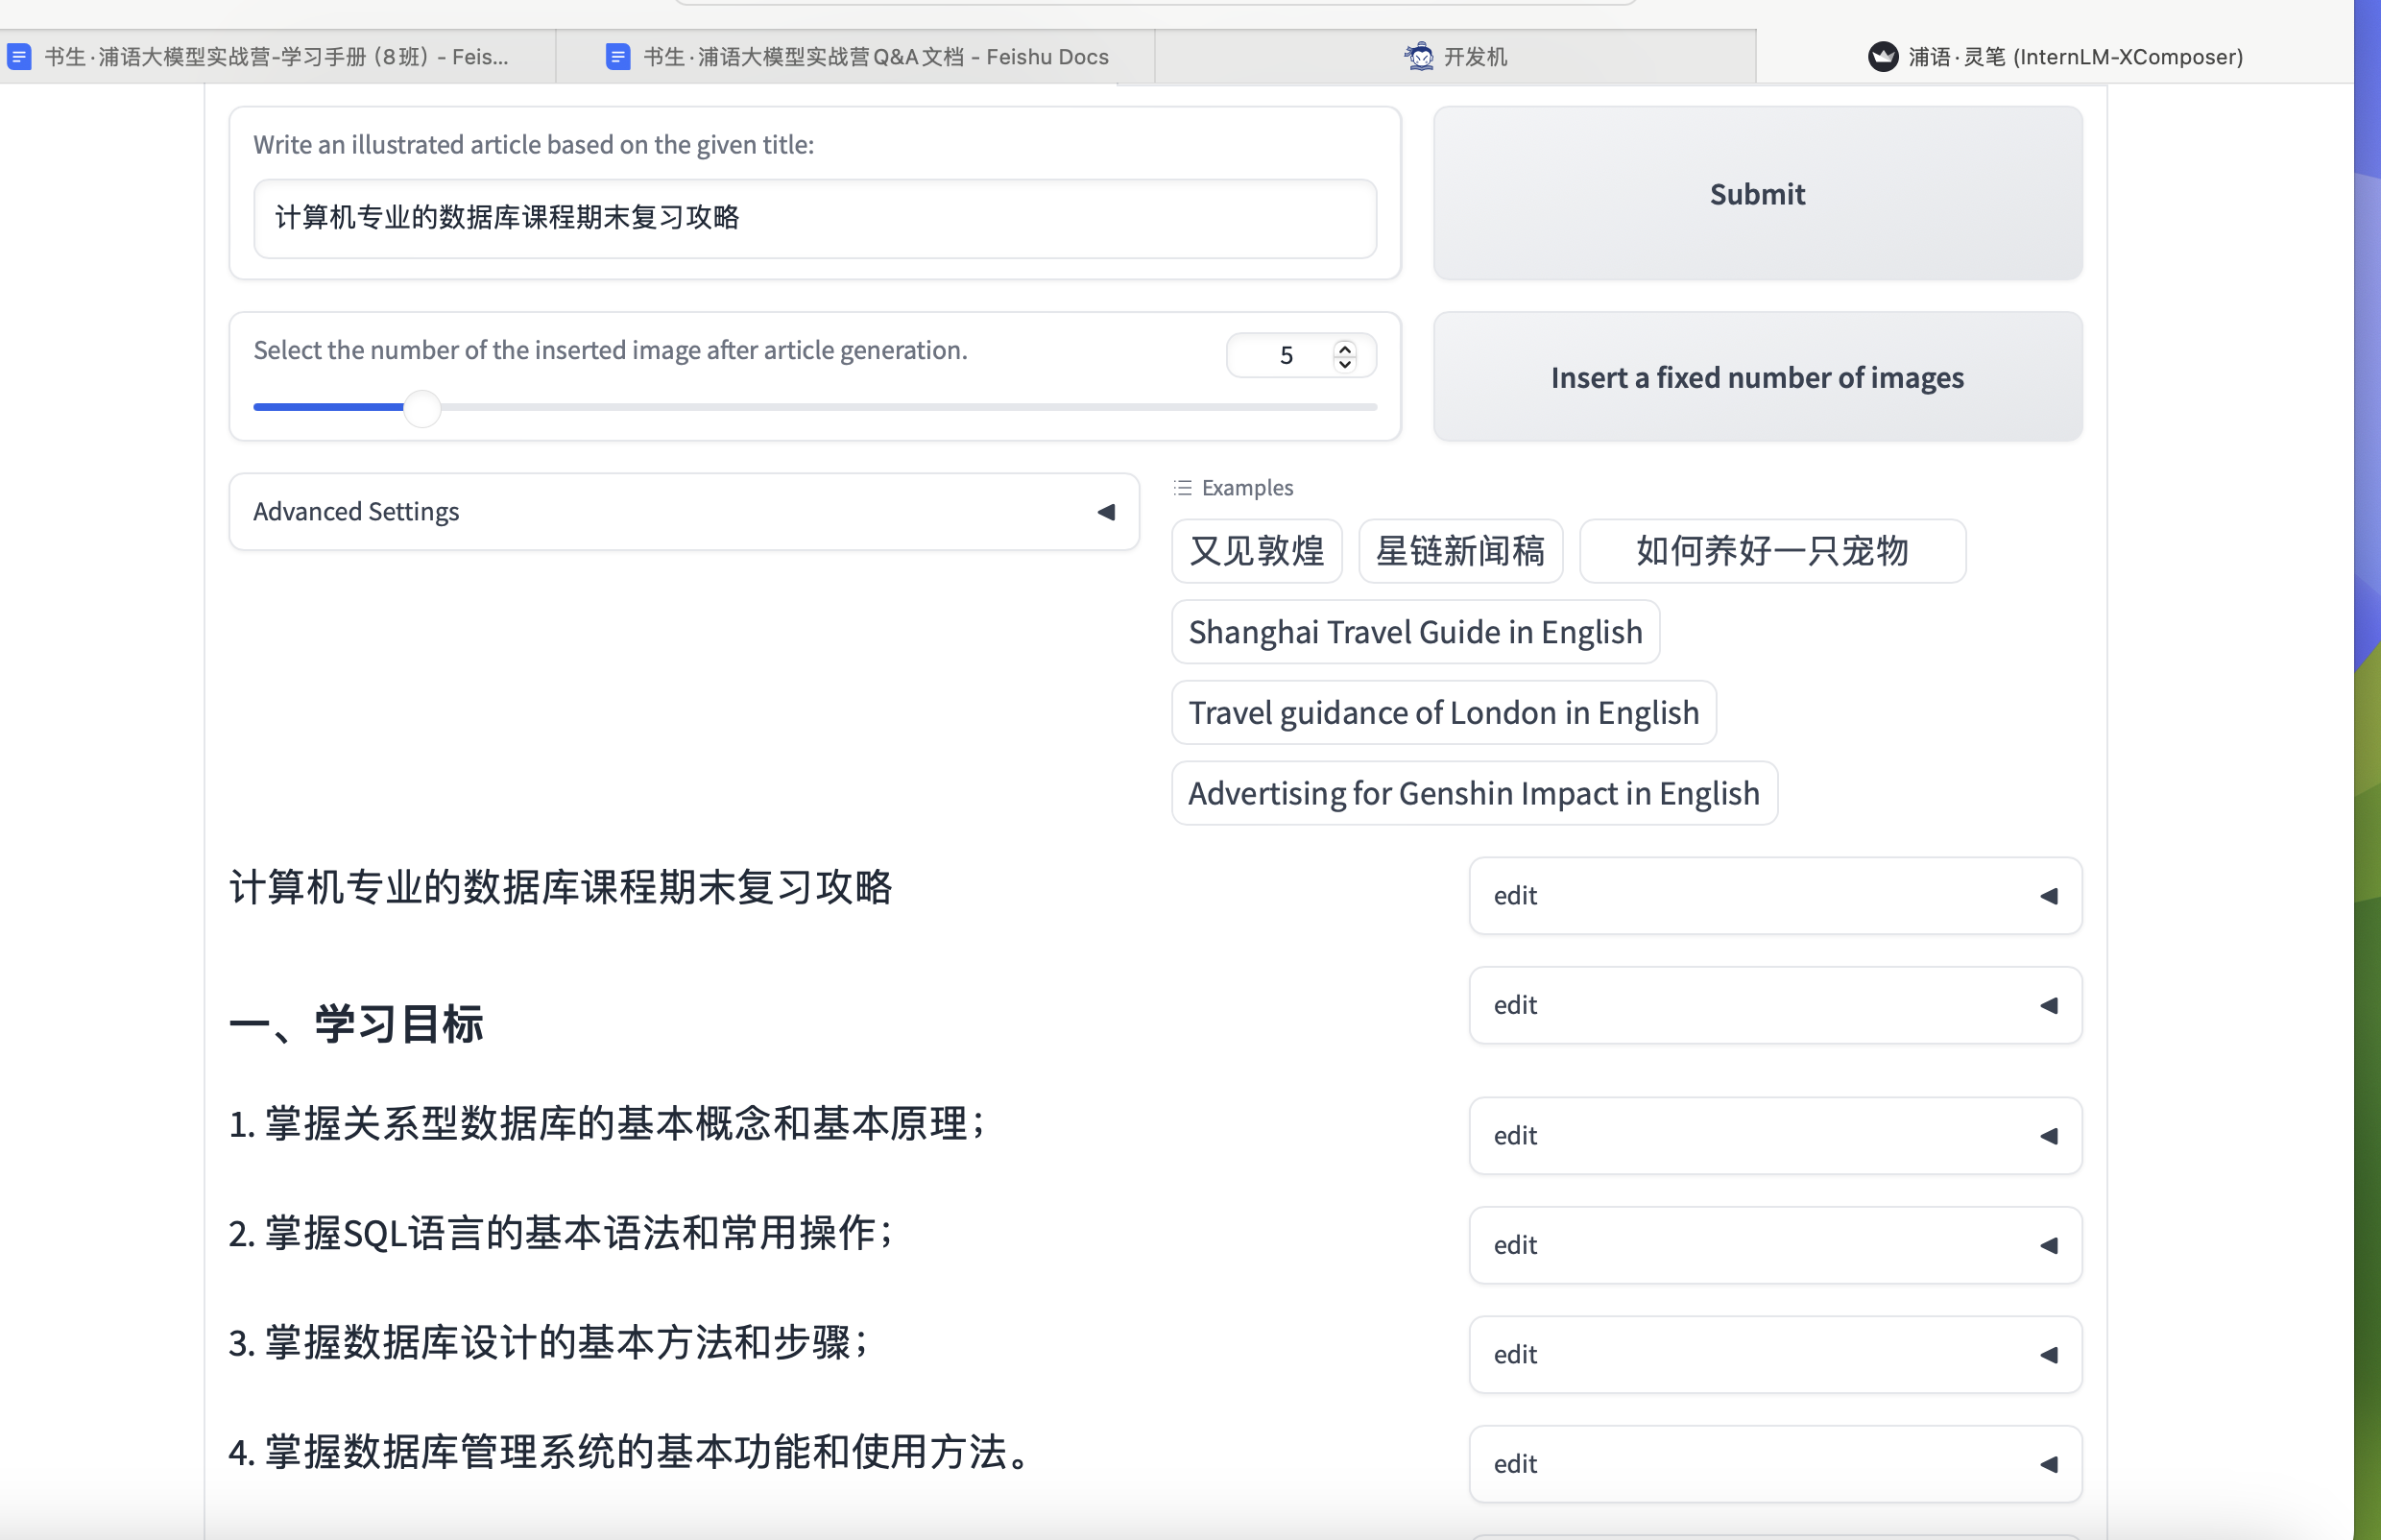 书生·浦语大模型实战营-学习手册（8班）- Feis...
书生·浦语大模型实战营Q&A文档 - Feishu Docs
开发机
浦语·灵笔 (InternLM-XComposer)
Write an illustrated article based on the given title:
计算机专业的数据库课程期末复习攻略
Submit
Select the number of the inserted image after article generation.
5
Insert a fixed number of images
Advanced Settings
Examples
又见敦煌
星链新闻稿
如何养好一只宠物
Shanghai Travel Guide in English
Travel guidance of London in English
Advertising for Genshin Impact in English
计算机专业的数据库课程期末复习攻略
edit
一、学习目标
edit
1. 掌握关系型数据库的基本概念和基本原理；
edit
2. 掌握SQL语言的基本语法和常用操作；
edit
3. 掌握数据库设计的基本方法和步骤；
edit
4. 掌握数据库管理系统的基本功能和使用方法。
edit